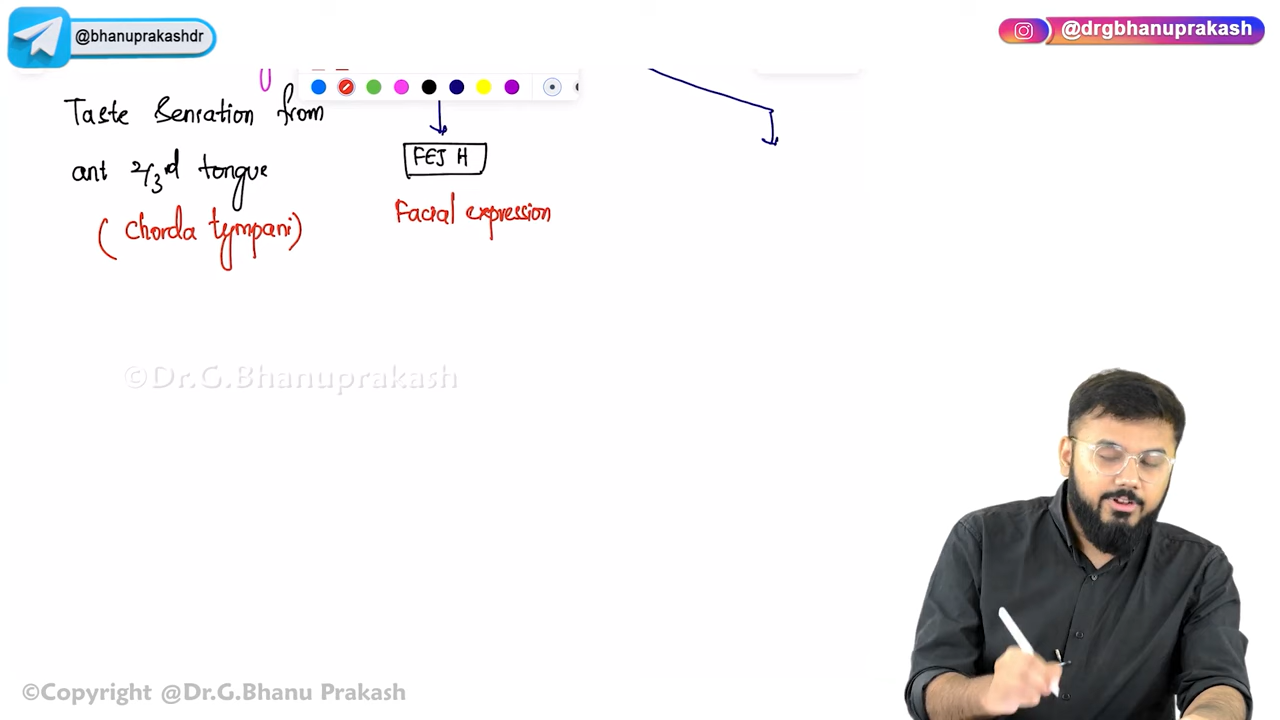 @bhanuprakashdr
@drgbhanuprakash
Taste Sensation from
ant 2/3rd tongue
( Chorda tympani)
FEJ H
Facial expression
©Dr.G.Bhanuprakash
©Copyright @Dr.G.Bhanu Prakash